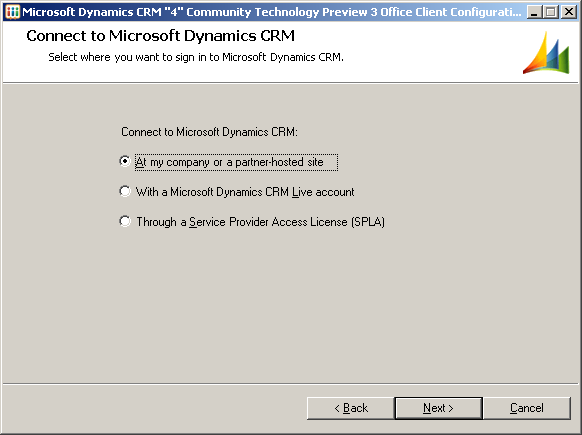 Microsoft Dynamics CRM "4" Community Technology Preview 3 Office Client Configurati...
Connect to Microsoft Dynamics CRM
Select where you want to sign in to Microsoft Dynamics CRM.
Connect to Microsoft Dynamics CRM:
At my company or a partner-hosted site
With a Microsoft Dynamics CRM Live account
Through a Service Provider Access License (SPLA)
< Back
Next >
Cancel